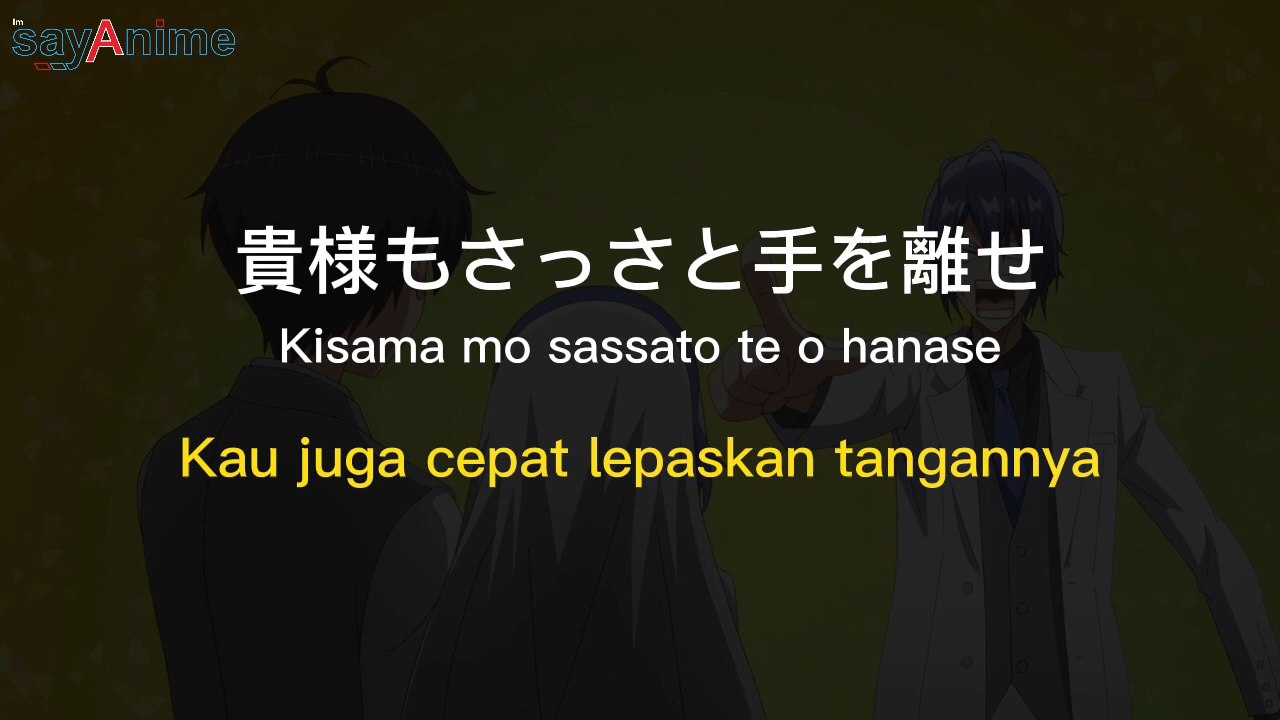 Im
sayAnime
貴様もさっさと手を離せ
Kisama mo sassato te o hanase
Kau juga cepat lepaskan tangannya